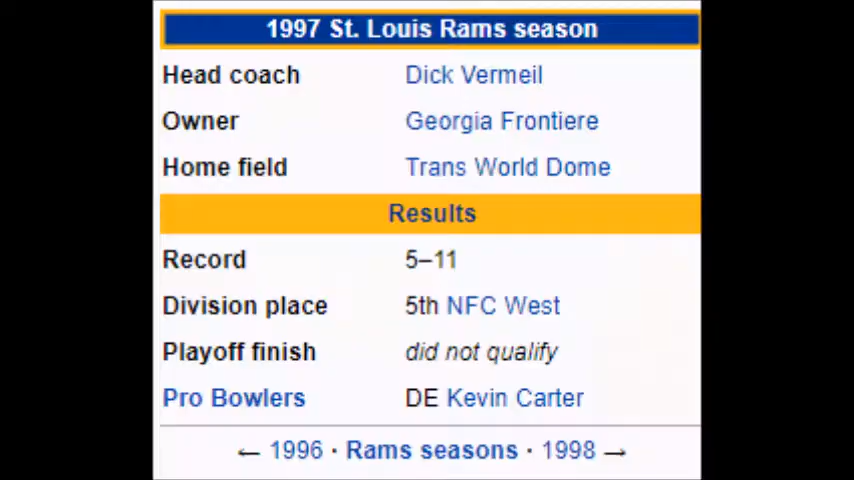 1997 St. Louis Rams season
Head coach Dick Vermeil
Owner Georgia Frontiere
Home field Trans World Dome
Results
Record 5–11
Division place 5th NFC West
Playoff finish did not qualify
Pro Bowlers DE Kevin Carter
← 1996 · Rams seasons · 1998 →